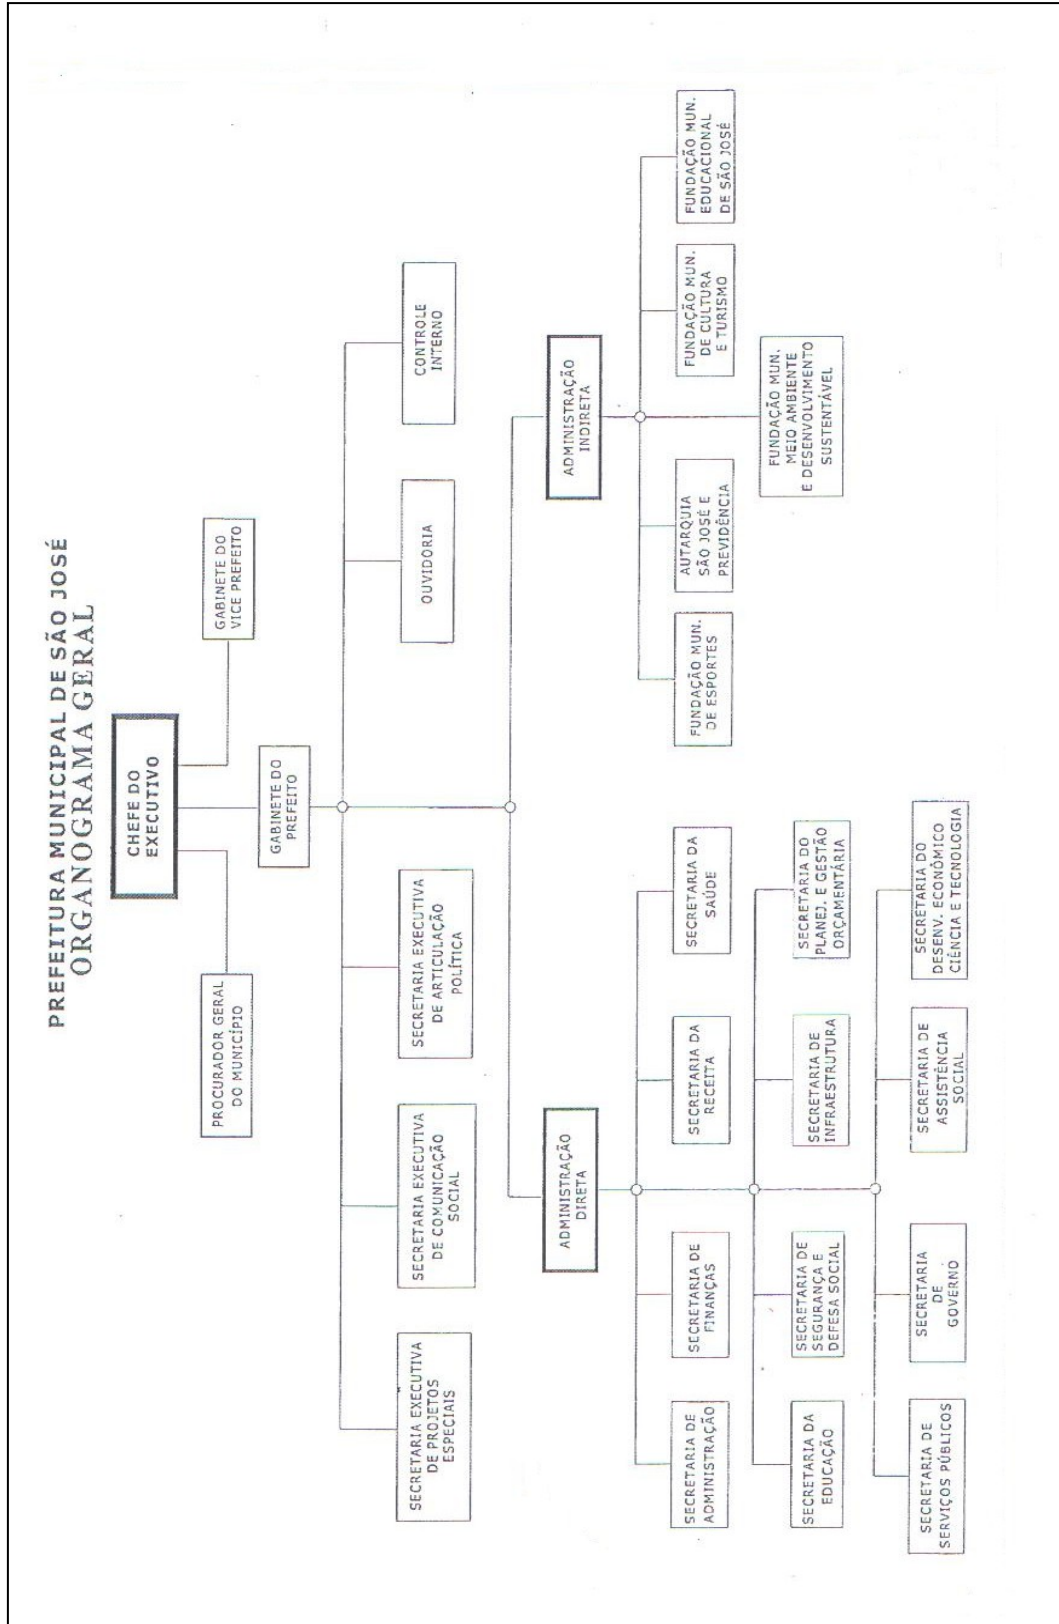 PREFEITURA MUNICIPAL DE SÃO JOSÉ
ORGANOGRAMA GERAL
CHEFE DO
EXECUTIVO
PROCURADOR GERAL
DO MUNICÍPIO
GABINETE DO
PREFEITO
GABINETE DO
VICE PREFEITO
SECRETARIA EXECUTIVA
DE PROJETOS
ESPECIAIS
SECRETARIA EXECUTIVA
DE COMUNICAÇÃO
SOCIAL
SECRETARIA EXECUTIVA
DE ARTICULAÇÃO
POLÍTICA
OUVIDORIA
CONTROLE
INTERNO
ADMINISTRAÇÃO
DIRETA
ADMINISTRAÇÃO
INDIRETA
SECRETARIA DE
ADMINISTRAÇÃO
SECRETARIA DE
FINANÇAS
SECRETARIA DA
RECEITA
SECRETARIA DA
SAÚDE
FUNDAÇÃO MUN.
DE ESPORTES
AUTARQUIA
SÃO JOSÉ E
PREVIDÊNCIA
FUNDAÇÃO MUN.
DE CULTURA
E TURISMO
FUNDAÇÃO MUN.
EDUCACIONAL
DE SÃO JOSÉ
SECRETARIA DA
EDUCAÇÃO
SECRETARIA DE
SEGURANÇA E
DEFESA SOCIAL
SECRETARIA DE
INFRAESTRUTURA
SECRETARIA DO
PLANEJ. E GESTÃO
ORÇAMENTÁRIA
FUNDAÇÃO MUN.
MEIO AMBIENTE
E DESENVOLVIMENTO
SUSTENTÁVEL
SECRETARIA DE
SERVIÇOS PÚBLICOS
SECRETARIA
DE
GOVERNO
SECRETARIA DE
ASSISTÊNCIA
SOCIAL
SECRETARIA DO
DESENV. ECONÔMICO
CIÊNCIA E TECNOLOGIA